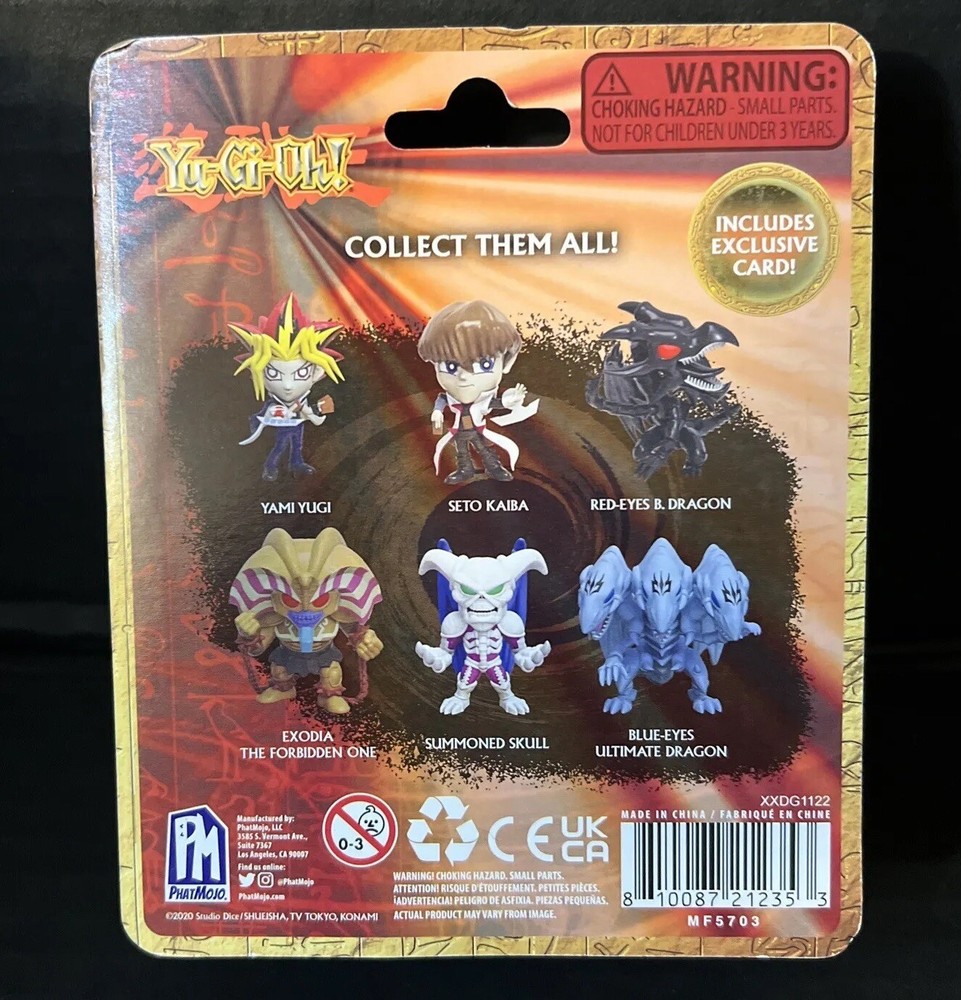 WARNING:
CHOKING HAZARD - SMALL PARTS.
NOT FOR CHILDREN UNDER 3 YEARS.
Yu-Gi-Oh!
INCLUDES
EXCLUSIVE
CARD!
COLLECT THEM ALL!
YAMI YUGI
SETO KAIBA
RED-EYES B. DRAGON
EXODIA
THE FORBIDDEN ONE
SUMMONED SKULL
BLUE-EYES
ULTIMATE DRAGON
PM
PHATMOJO.
Manufactured by:
PhatMojo, LLC
3585 S. Vermont Ave.,
Suite 7367
Los Angeles, CA 90007
Find us online:
@PhatMojo
PhatMojo.com
©2020 Studio Dice/SHUEISHA, TV TOKYO, KONAMI
0-3
CE
UK
CA
WARNING! CHOKING HAZARD. SMALL PARTS.
ATTENTION! RISQUE D'ÉTOUFFEMENT. PETITES PIÈCES.
¡ADVERTENCIA! PELIGRO DE ASFIXIA. PIEZAS PEQUEÑAS.
ACTUAL PRODUCT MAY VARY FROM IMAGE.
XXDG1122
MADE IN CHINA / FABRIQUÉ EN CHINE
8 10087 21235 3
MF5703